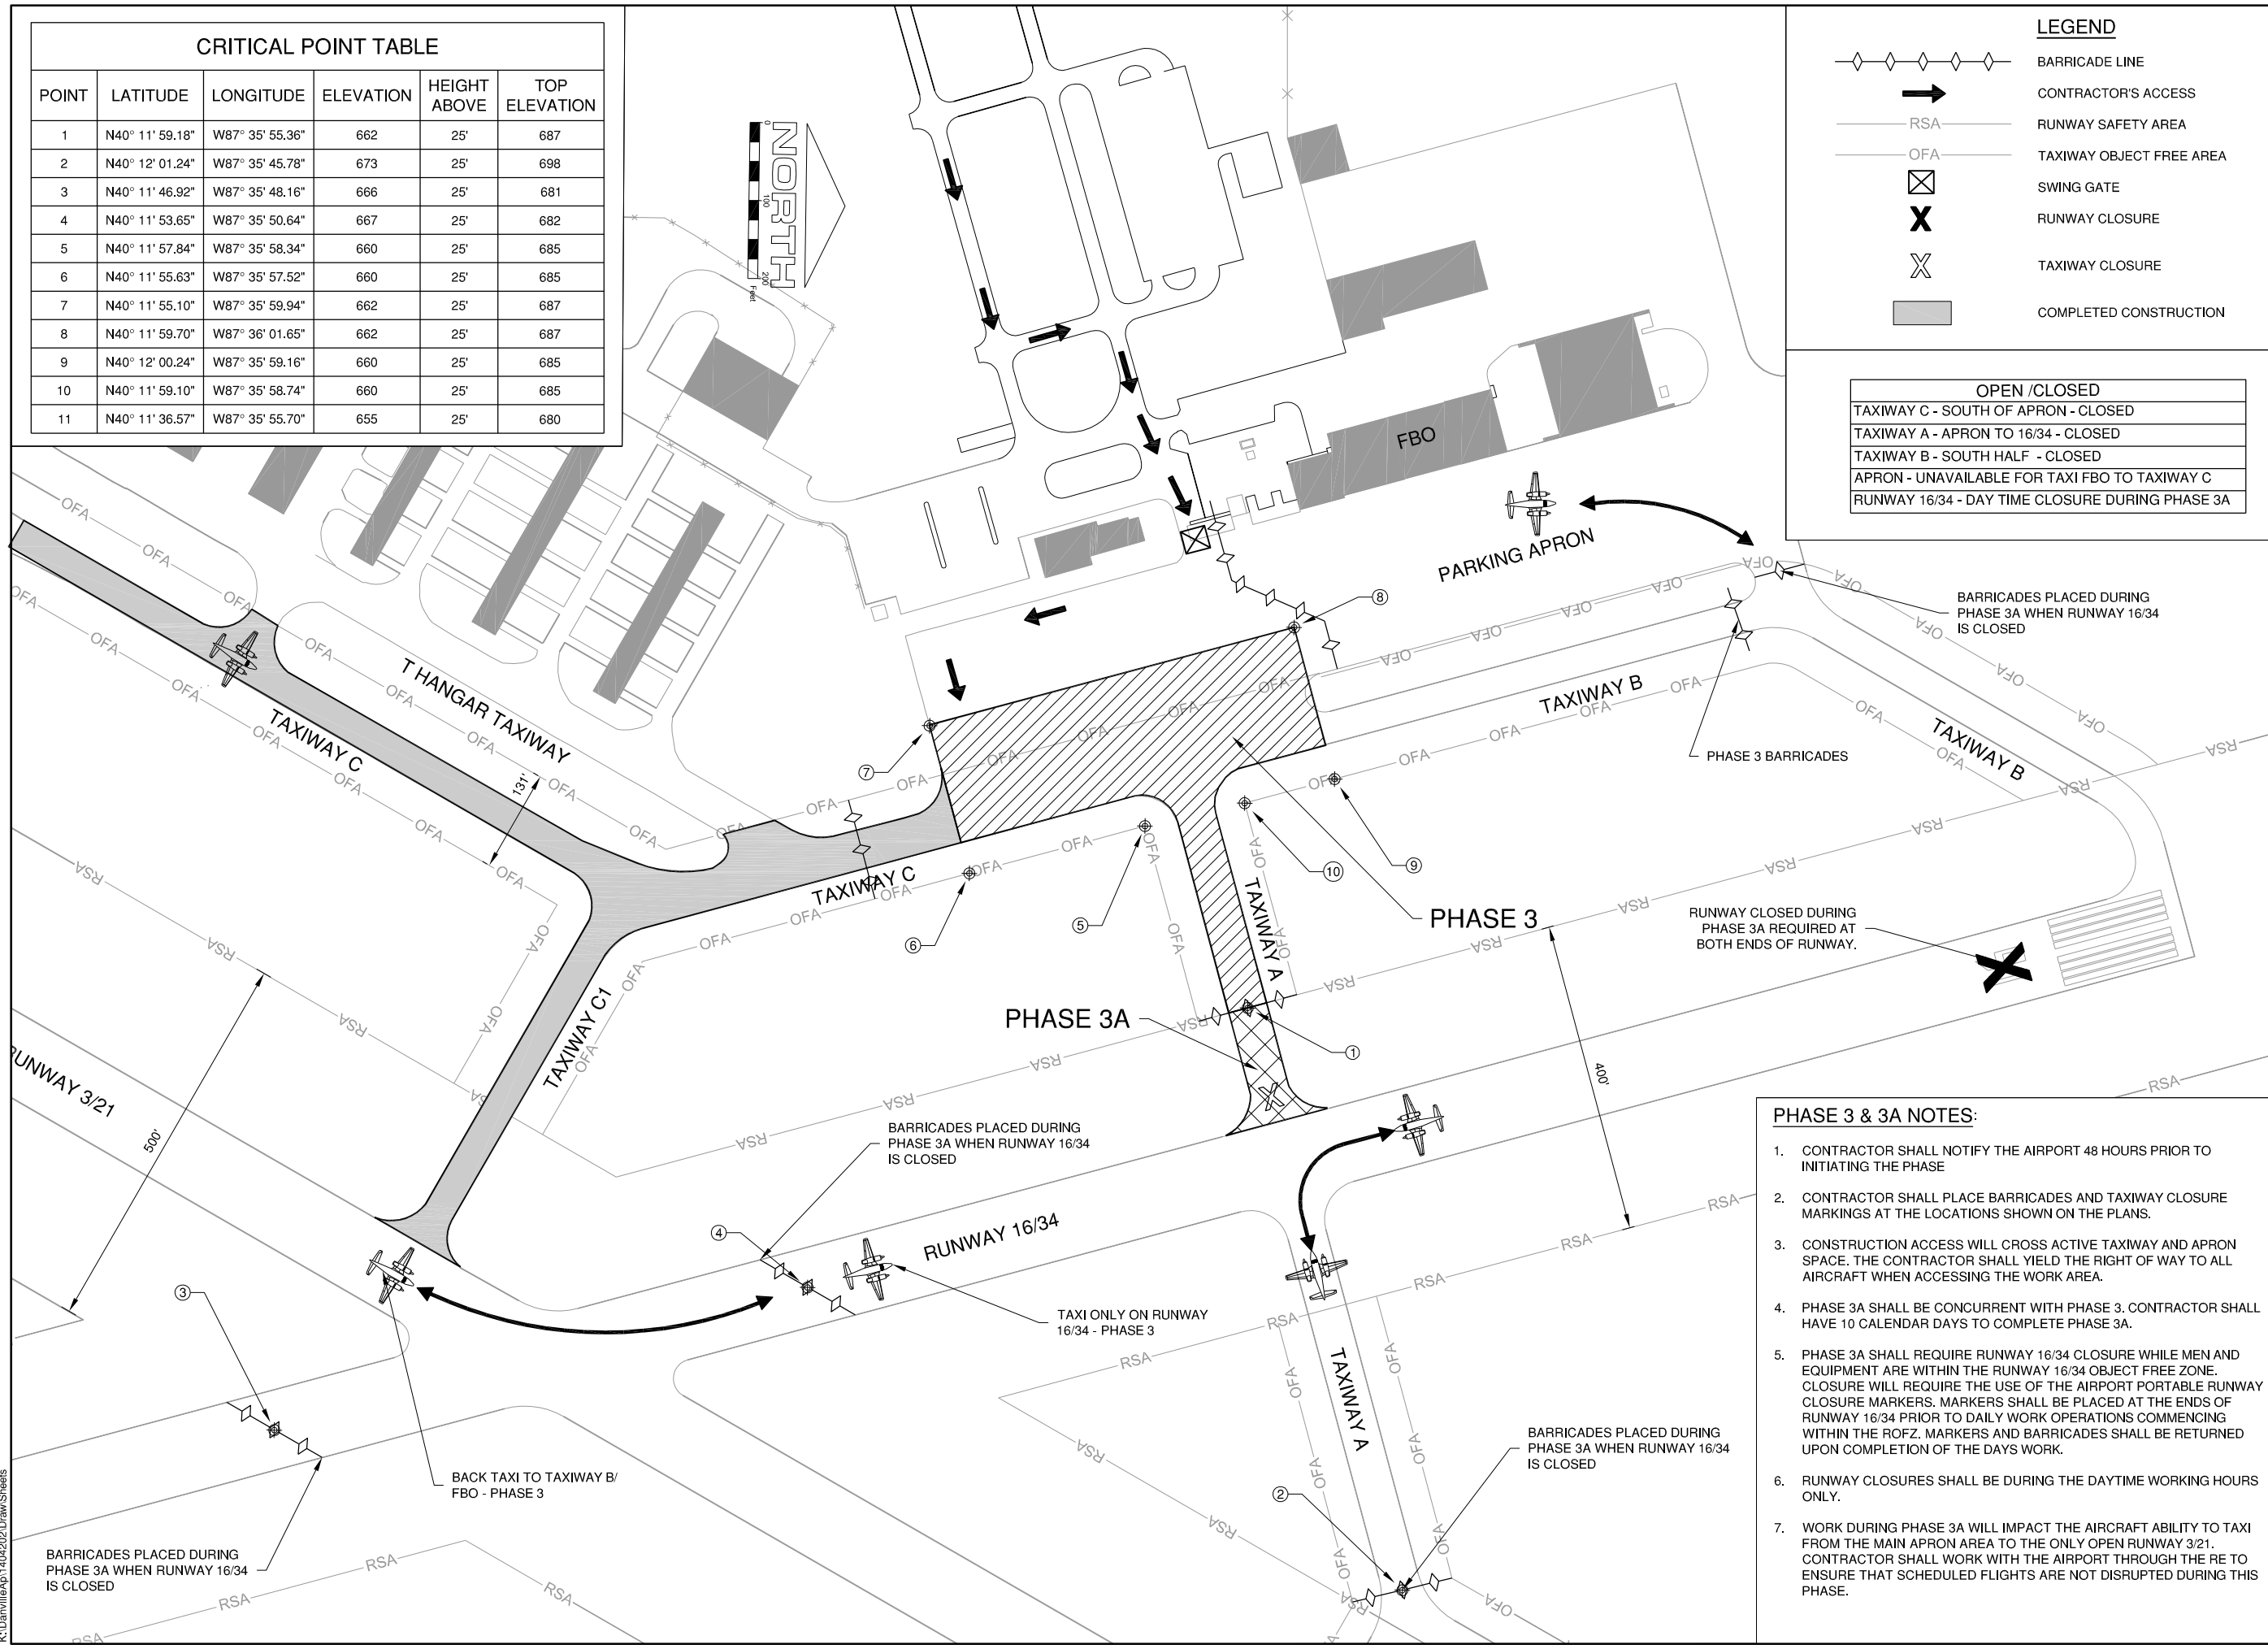 CRITICAL POINT TABLE
POINT LATITUDE LONGITUDE ELEVATION HEIGHT ABOVE TOP ELEVATION
1 N40° 11' 59.18" W87° 35' 55.36" 662 25' 687
2 N40° 12' 01.24" W87° 35' 45.78" 673 25' 698
3 N40° 11' 46.92" W87° 35' 48.16" 666 25' 681
4 N40° 11' 53.65" W87° 35' 50.64" 667 25' 682
5 N40° 11' 57.84" W87° 35' 58.34" 660 25' 685
6 N40° 11' 55.63" W87° 35' 57.52" 660 25' 685
7 N40° 11' 55.10" W87° 35' 59.94" 662 25' 687
8 N40° 11' 59.70" W87° 36' 01.65" 662 25' 687
9 N40° 12' 00.24" W87° 35' 59.16" 660 25' 685
10 N40° 11' 59.10" W87° 35' 58.74" 660 25' 685
11 N40° 11' 36.57" W87° 35' 55.70" 655 25' 680
NORTH
0 100 200
Feet
LEGEND
BARRICADE LINE
CONTRACTOR'S ACCESS
RSA RUNWAY SAFETY AREA
OFA TAXIWAY OBJECT FREE AREA
SWING GATE
X RUNWAY CLOSURE
X TAXIWAY CLOSURE
COMPLETED CONSTRUCTION
OPEN /CLOSED
TAXIWAY C - SOUTH OF APRON - CLOSED
TAXIWAY A - APRON TO 16/34 - CLOSED
TAXIWAY B - SOUTH HALF - CLOSED
APRON - UNAVAILABLE FOR TAXI FBO TO TAXIWAY C
RUNWAY 16/34 - DAY TIME CLOSURE DURING PHASE 3A
FBO
PARKING APRON
BARRICADES PLACED DURING
PHASE 3A WHEN RUNWAY 16/34
IS CLOSED
8
T HANGAR TAXIWAY
TAXIWAY C
131'
7
TAXIWAY B
PHASE 3 BARRICADES
TAXIWAY B
TAXIWAY C
9
10
5
6
TAXIWAY A
PHASE 3
RUNWAY CLOSED DURING
PHASE 3A REQUIRED AT
BOTH ENDS OF RUNWAY.
PHASE 3A
1
TAXIWAY C1
RUNWAY 3/21
500'
400'
BARRICADES PLACED DURING
PHASE 3A WHEN RUNWAY 16/34
IS CLOSED
4
RUNWAY 16/34
3
TAXI ONLY ON RUNWAY
16/34 - PHASE 3
TAXIWAY A
BACK TAXI TO TAXIWAY B/
FBO - PHASE 3
2
BARRICADES PLACED DURING
PHASE 3A WHEN RUNWAY 16/34
IS CLOSED
BARRICADES PLACED DURING
PHASE 3A WHEN RUNWAY 16/34
IS CLOSED
PHASE 3 & 3A NOTES:
1. CONTRACTOR SHALL NOTIFY THE AIRPORT 48 HOURS PRIOR TO
INITIATING THE PHASE
2. CONTRACTOR SHALL PLACE BARRICADES AND TAXIWAY CLOSURE
MARKINGS AT THE LOCATIONS SHOWN ON THE PLANS.
3. CONSTRUCTION ACCESS WILL CROSS ACTIVE TAXIWAY AND APRON
SPACE. THE CONTRACTOR SHALL YIELD THE RIGHT OF WAY TO ALL
AIRCRAFT WHEN ACCESSING THE WORK AREA.
4. PHASE 3A SHALL BE CONCURRENT WITH PHASE 3. CONTRACTOR SHALL
HAVE 10 CALENDAR DAYS TO COMPLETE PHASE 3A.
5. PHASE 3A SHALL REQUIRE RUNWAY 16/34 CLOSURE WHILE MEN AND
EQUIPMENT ARE WITHIN THE RUNWAY 16/34 OBJECT FREE ZONE.
CLOSURE WILL REQUIRE THE USE OF THE AIRPORT PORTABLE RUNWAY
CLOSURE MARKERS. MARKERS SHALL BE PLACED AT THE ENDS OF
RUNWAY 16/34 PRIOR TO DAILY WORK OPERATIONS COMMENCING
WITHIN THE ROFZ. MARKERS AND BARRICADES SHALL BE RETURNED
UPON COMPLETION OF THE DAYS WORK.
6. RUNWAY CLOSURES SHALL BE DURING THE DAYTIME WORKING HOURS
ONLY.
7. WORK DURING PHASE 3A WILL IMPACT THE AIRCRAFT ABILITY TO TAXI
FROM THE MAIN APRON AREA TO THE ONLY OPEN RUNWAY 3/21.
CONTRACTOR SHALL WORK WITH THE AIRPORT THROUGH THE RE TO
ENSURE THAT SCHEDULED FLIGHTS ARE NOT DISRUPTED DURING THIS
PHASE.